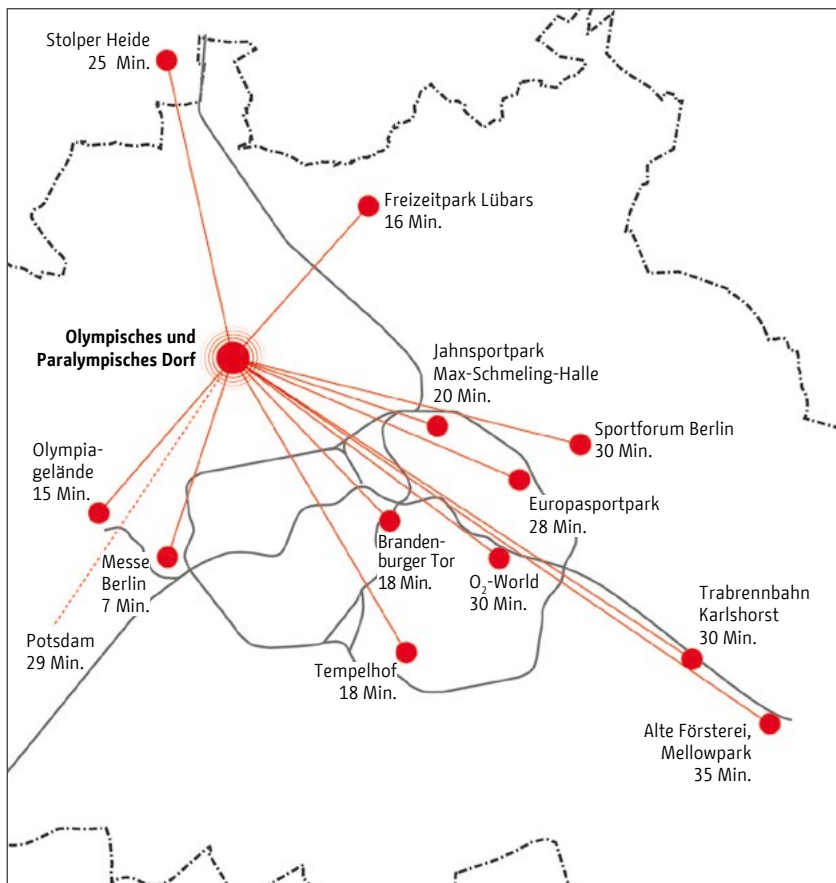 Stolper Heide
25 Min.
Freizeitpark Lübars
16 Min.
Olympisches und
Paralympisches Dorf
Jahnsportpark
Max-Schmeling-Halle
20 Min.
Sportforum Berlin
30 Min.
Olympia-
gelände
15 Min.
Europasportpark
28 Min.
Messe
Berlin
7 Min.
Branden-
burger Tor
18 Min.
O₂-World
30 Min.
Trabrennbahn
Karlshorst
30 Min.
Potsdam
29 Min.
Tempelhof
18 Min.
Alte Försterei,
Mellowpark
35 Min.